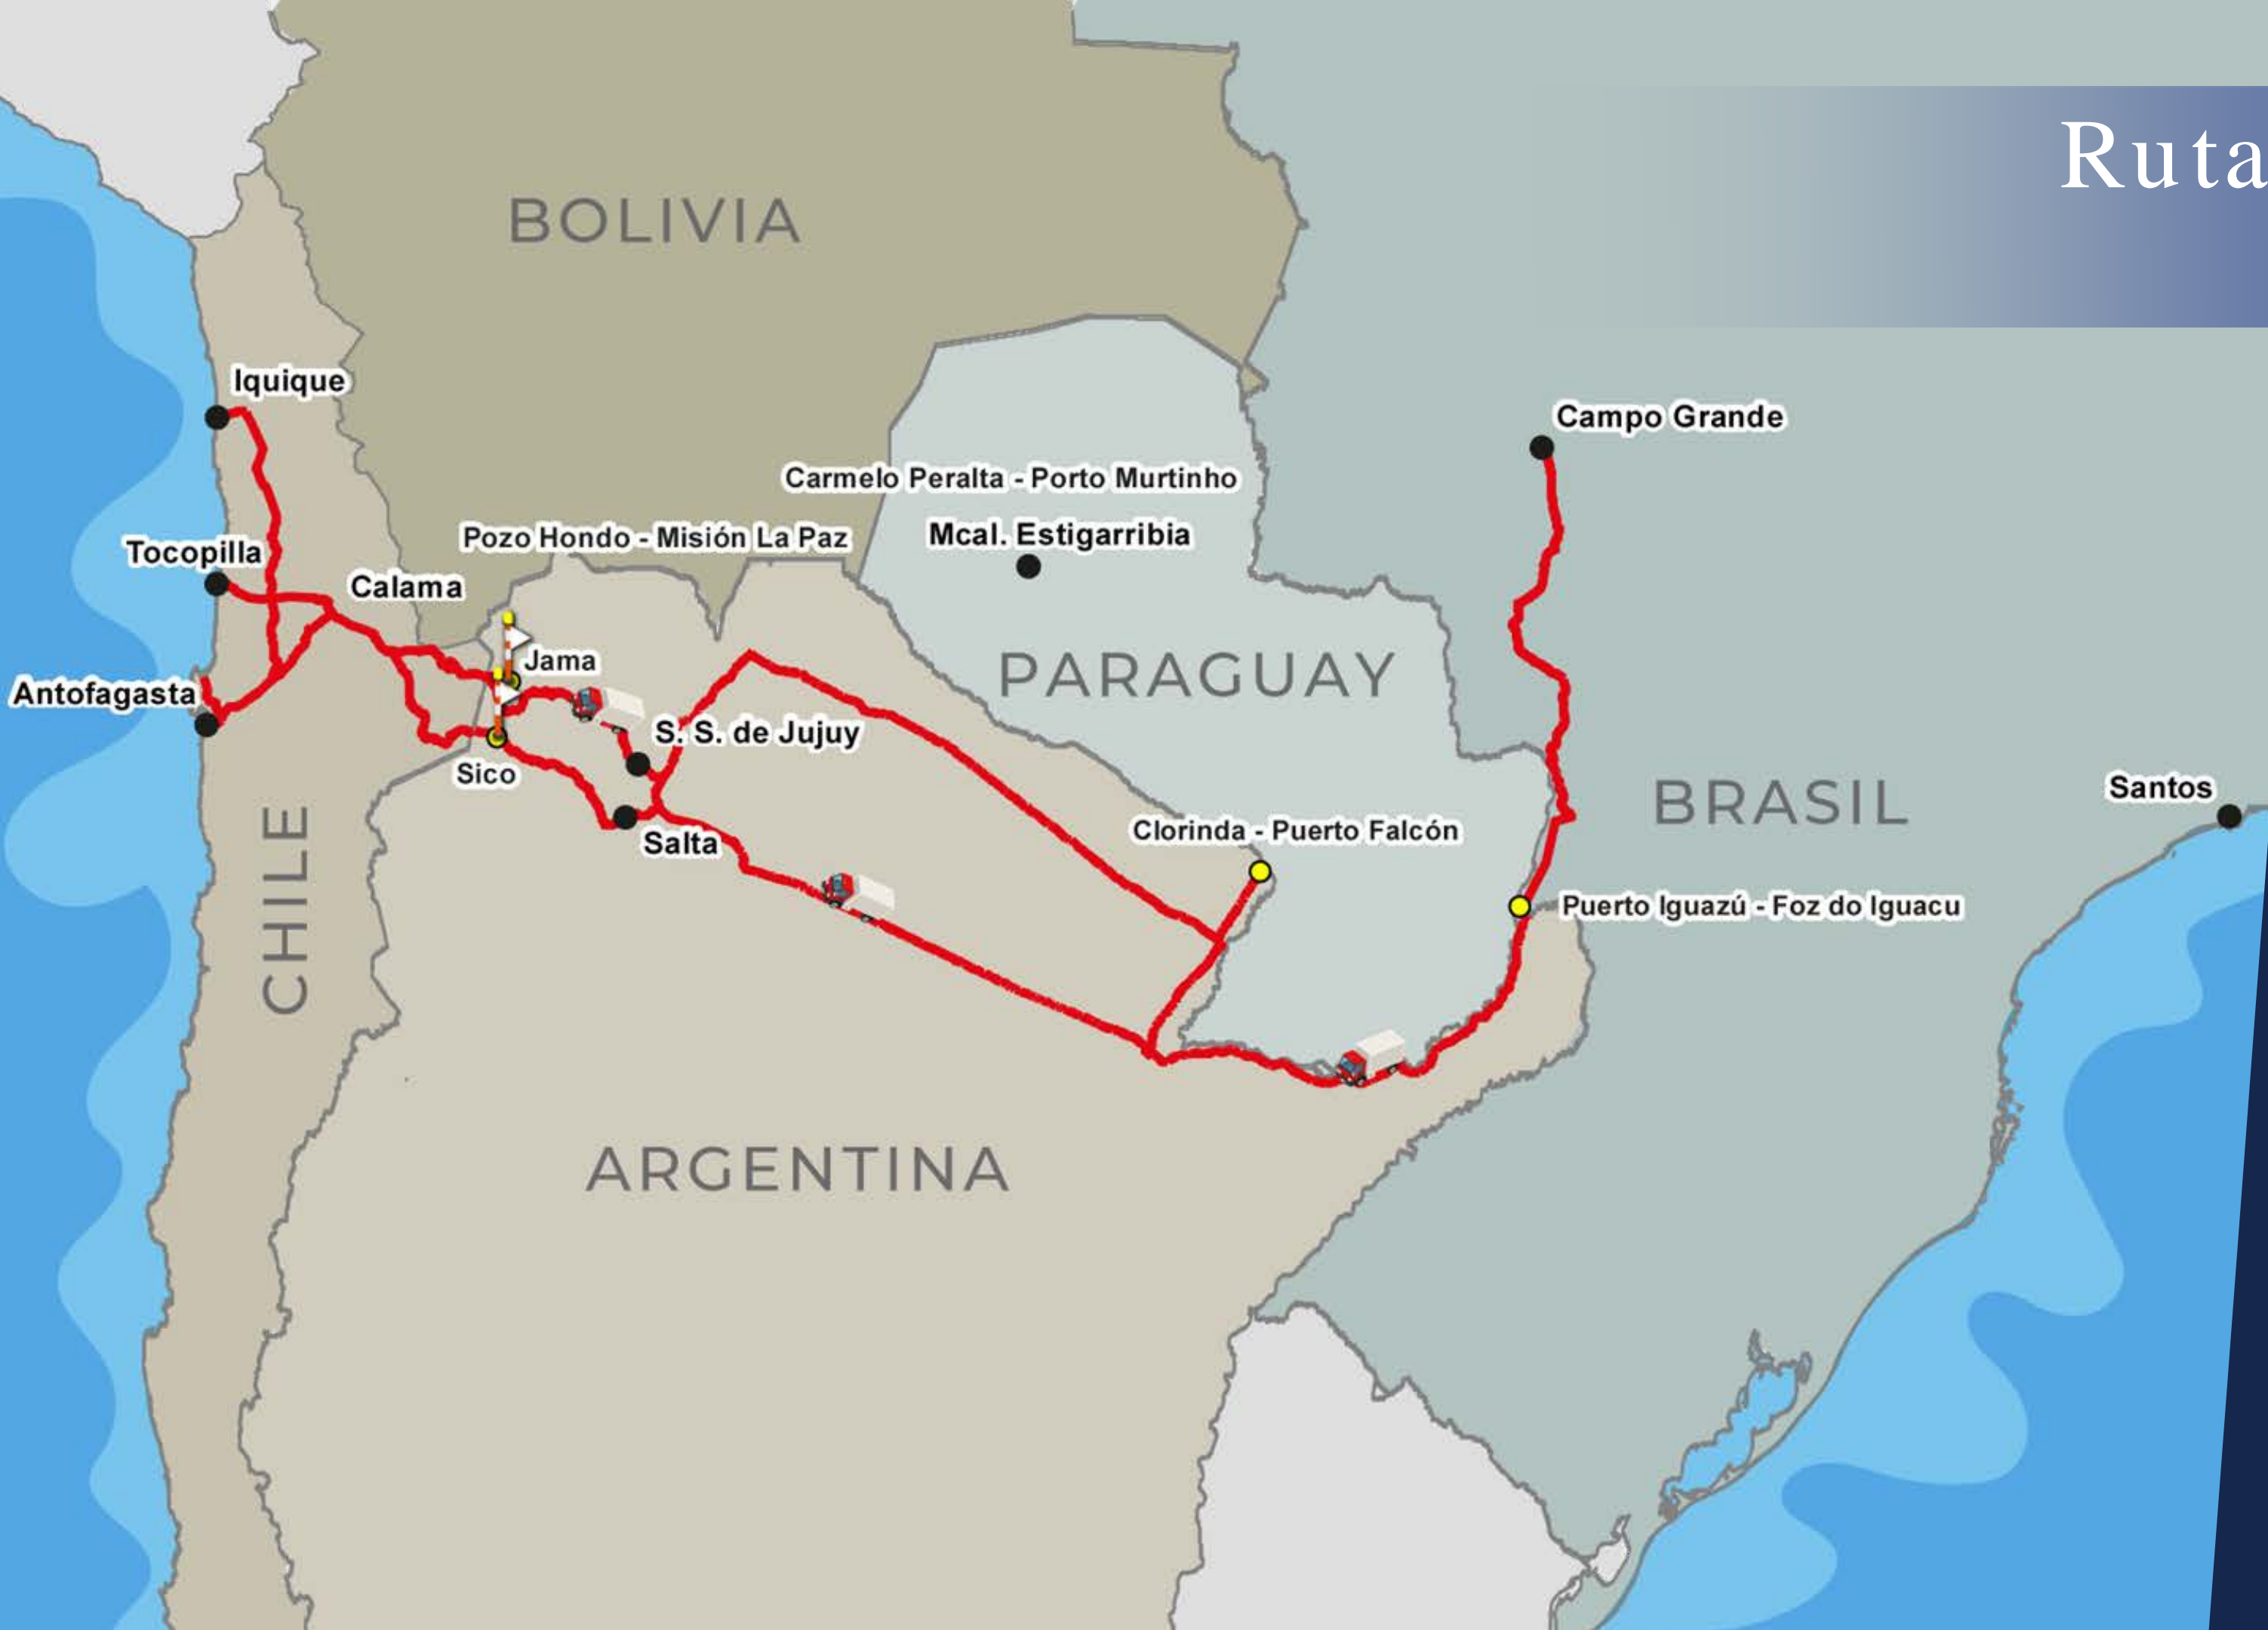 Ruta
BOLIVIA
Iquique
Campo Grande
Carmelo Peralta - Porto Murtinho
Pozo Hondo - Misión La Paz
Mcal. Estigarribia
Tocopilla
Calama
Jama
PARAGUAY
Antofagasta
S. S. de Jujuy
Sico
BRASIL
Santos
Clorinda - Puerto Falcón
Salta
CHILE
Puerto Iguazú - Foz do Iguacu
ARGENTINA